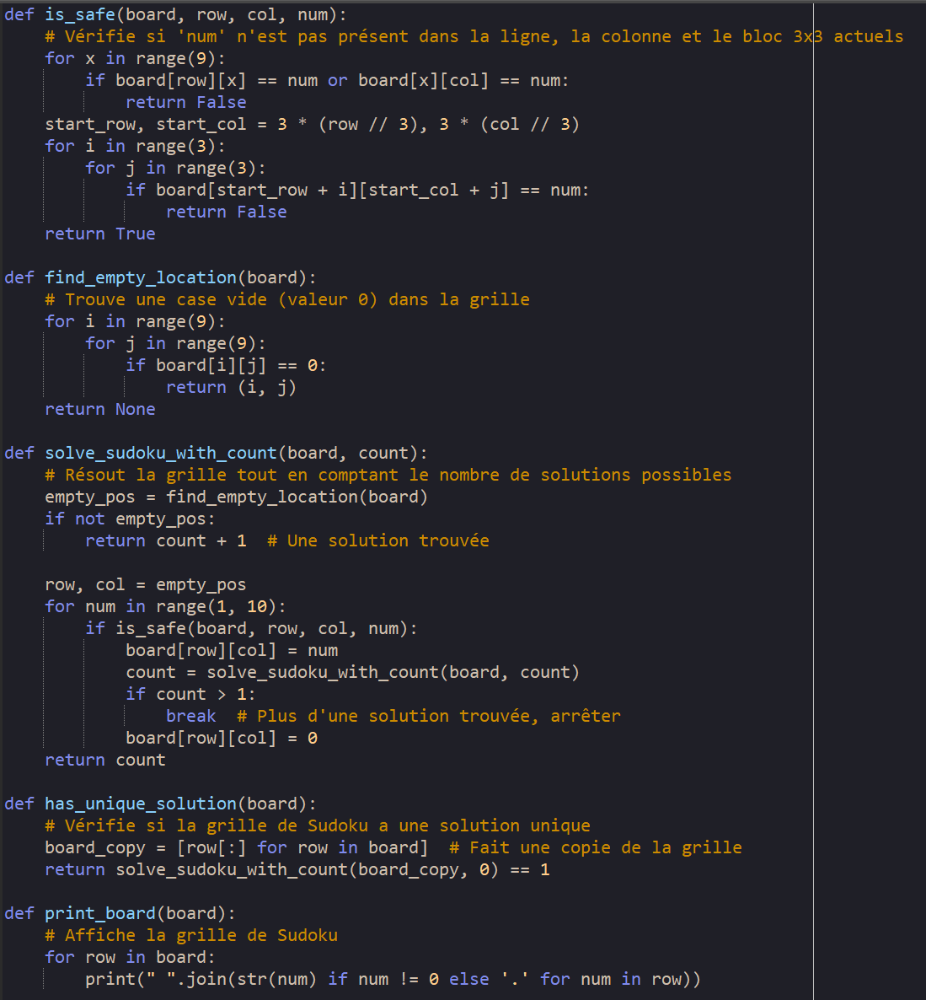 def is_safe(board, row, col, num):
    # Vérifie si 'num' n'est pas présent dans la ligne, la colonne et le bloc 3x3 actuels
    for x in range(9):
        if board[row][x] == num or board[x][col] == num:
            return False
    start_row, start_col = 3 * (row // 3), 3 * (col // 3)
    for i in range(3):
        for j in range(3):
            if board[start_row + i][start_col + j] == num:
                return False
    return True

def find_empty_location(board):
    # Trouve une case vide (valeur 0) dans la grille
    for i in range(9):
        for j in range(9):
            if board[i][j] == 0:
                return (i, j)
    return None

def solve_sudoku_with_count(board, count):
    # Résout la grille tout en comptant le nombre de solutions possibles
    empty_pos = find_empty_location(board)
    if not empty_pos:
        return count + 1  # Une solution trouvée

    row, col = empty_pos
    for num in range(1, 10):
        if is_safe(board, row, col, num):
            board[row][col] = num
            count = solve_sudoku_with_count(board, count)
            if count > 1:
                break  # Plus d'une solution trouvée, arrêter
            board[row][col] = 0
    return count

def has_unique_solution(board):
    # Vérifie si la grille de Sudoku a une solution unique
    board_copy = [row[:] for row in board]  # Fait une copie de la grille
    return solve_sudoku_with_count(board_copy, 0) == 1

def print_board(board):
    # Affiche la grille de Sudoku
    for row in board:
        print(" ".join(str(num) if num != 0 else '.' for num in row))